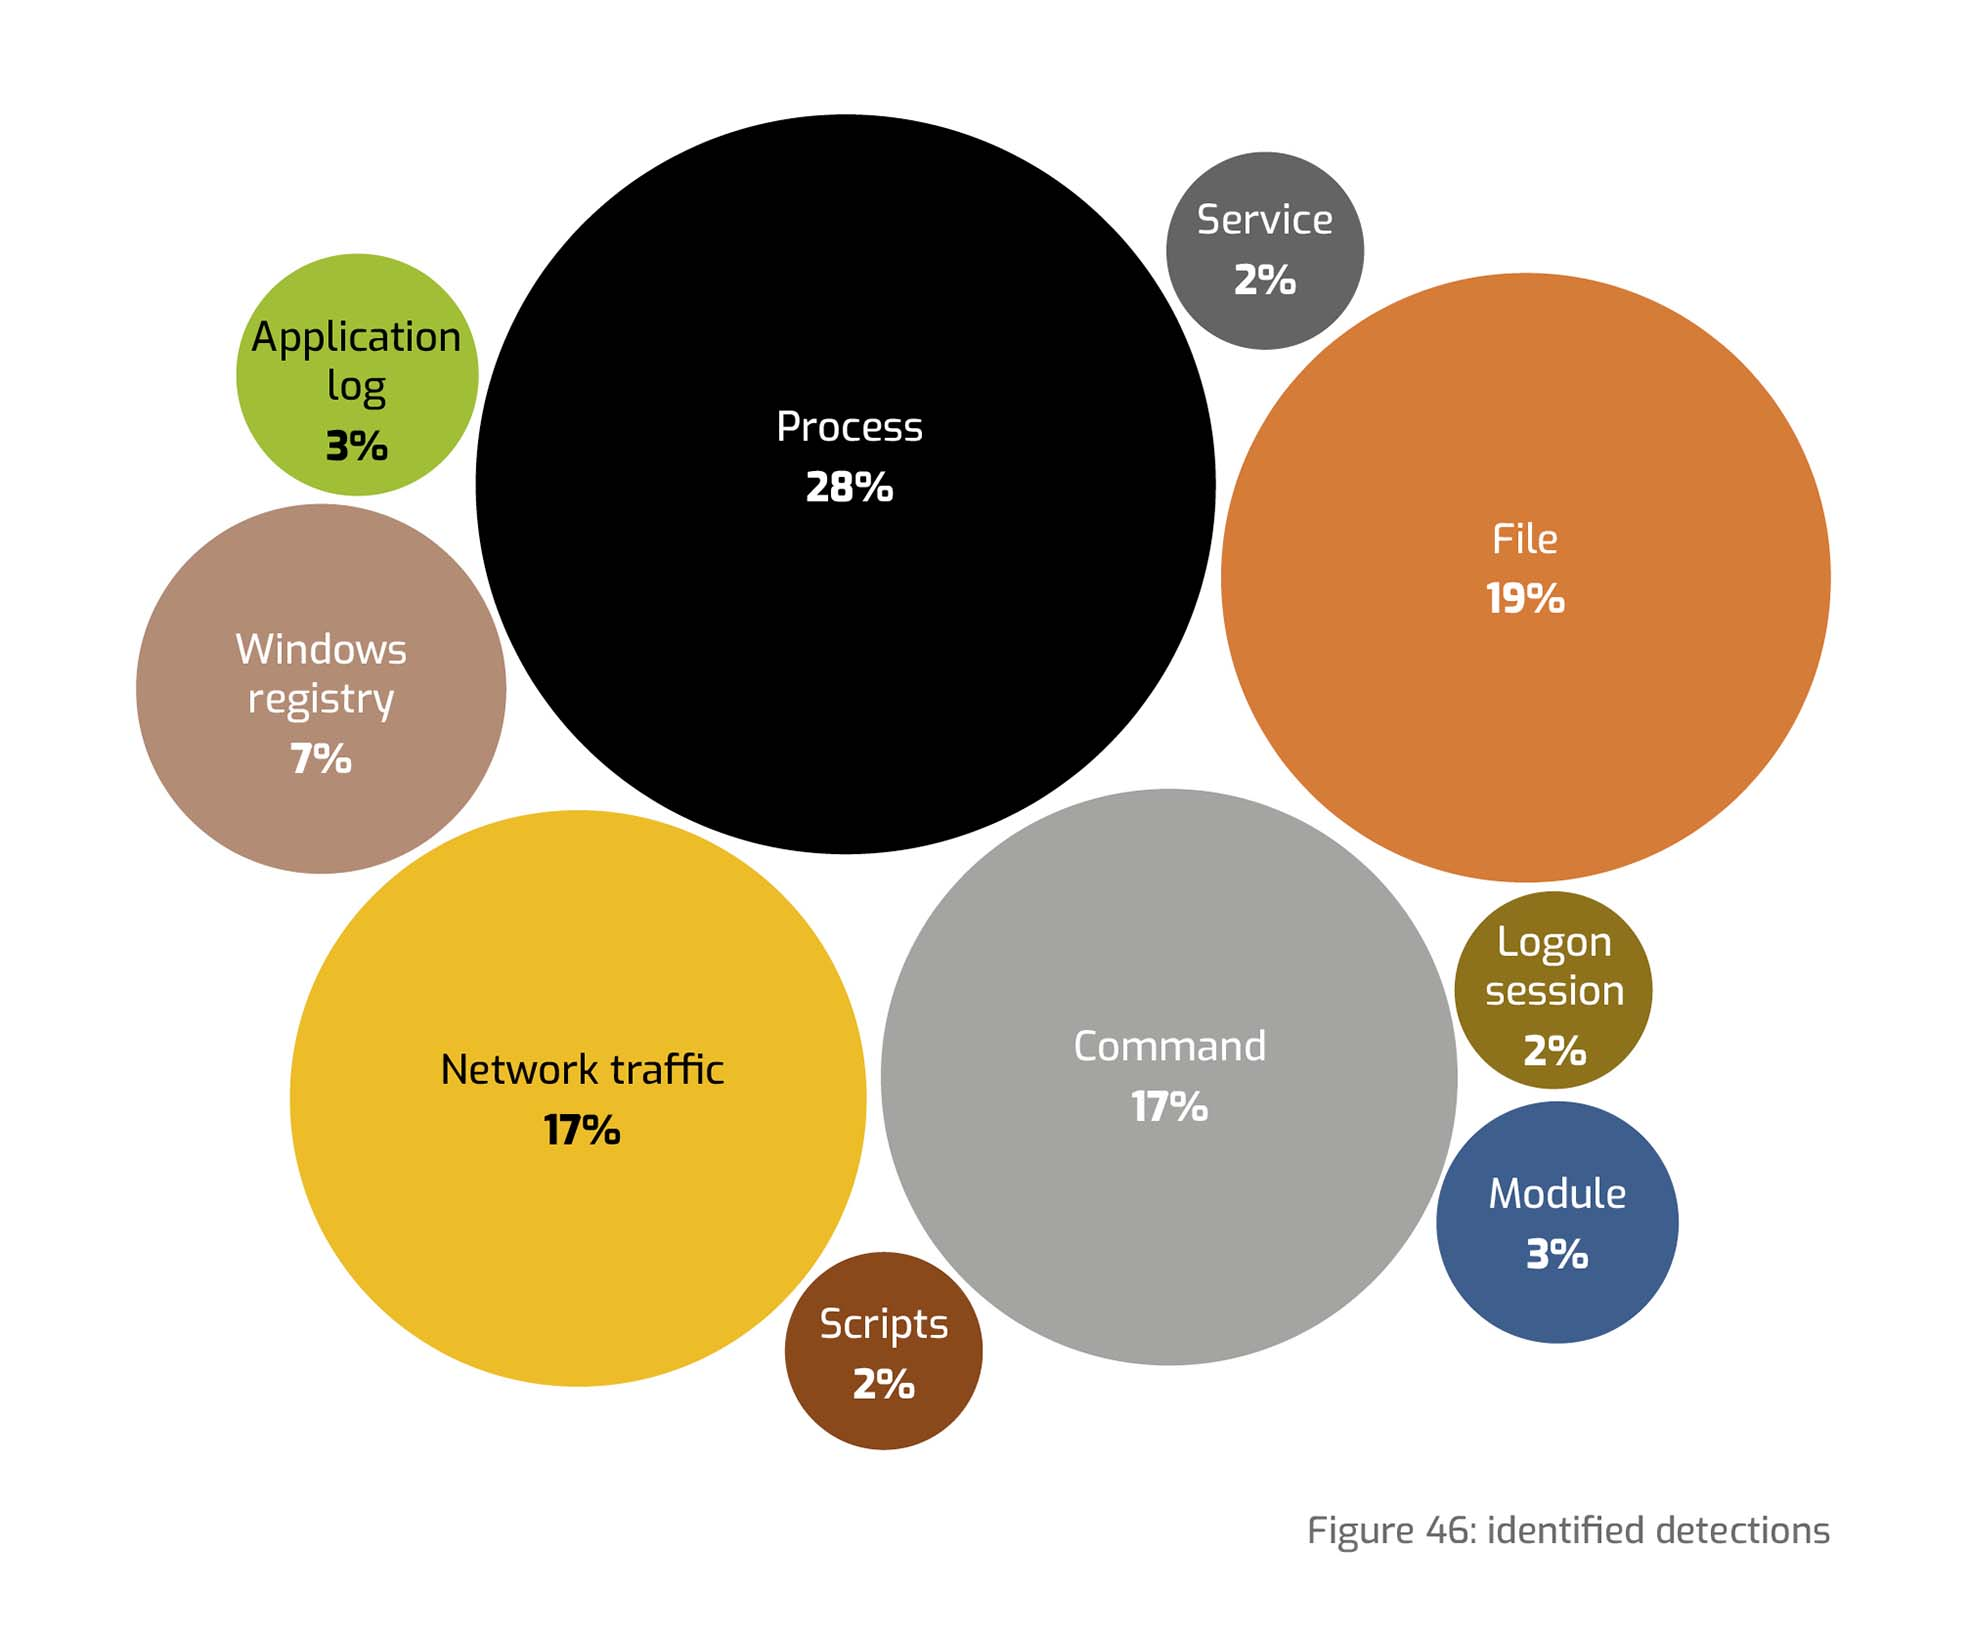 Process
28%
Service
2%
Application
log
3%
File
19%
Windows
registry
7%
Logon
session
2%
Command
17%
Network traffic
17%
Module
3%
Scripts
2%
Figure 46: identified detections